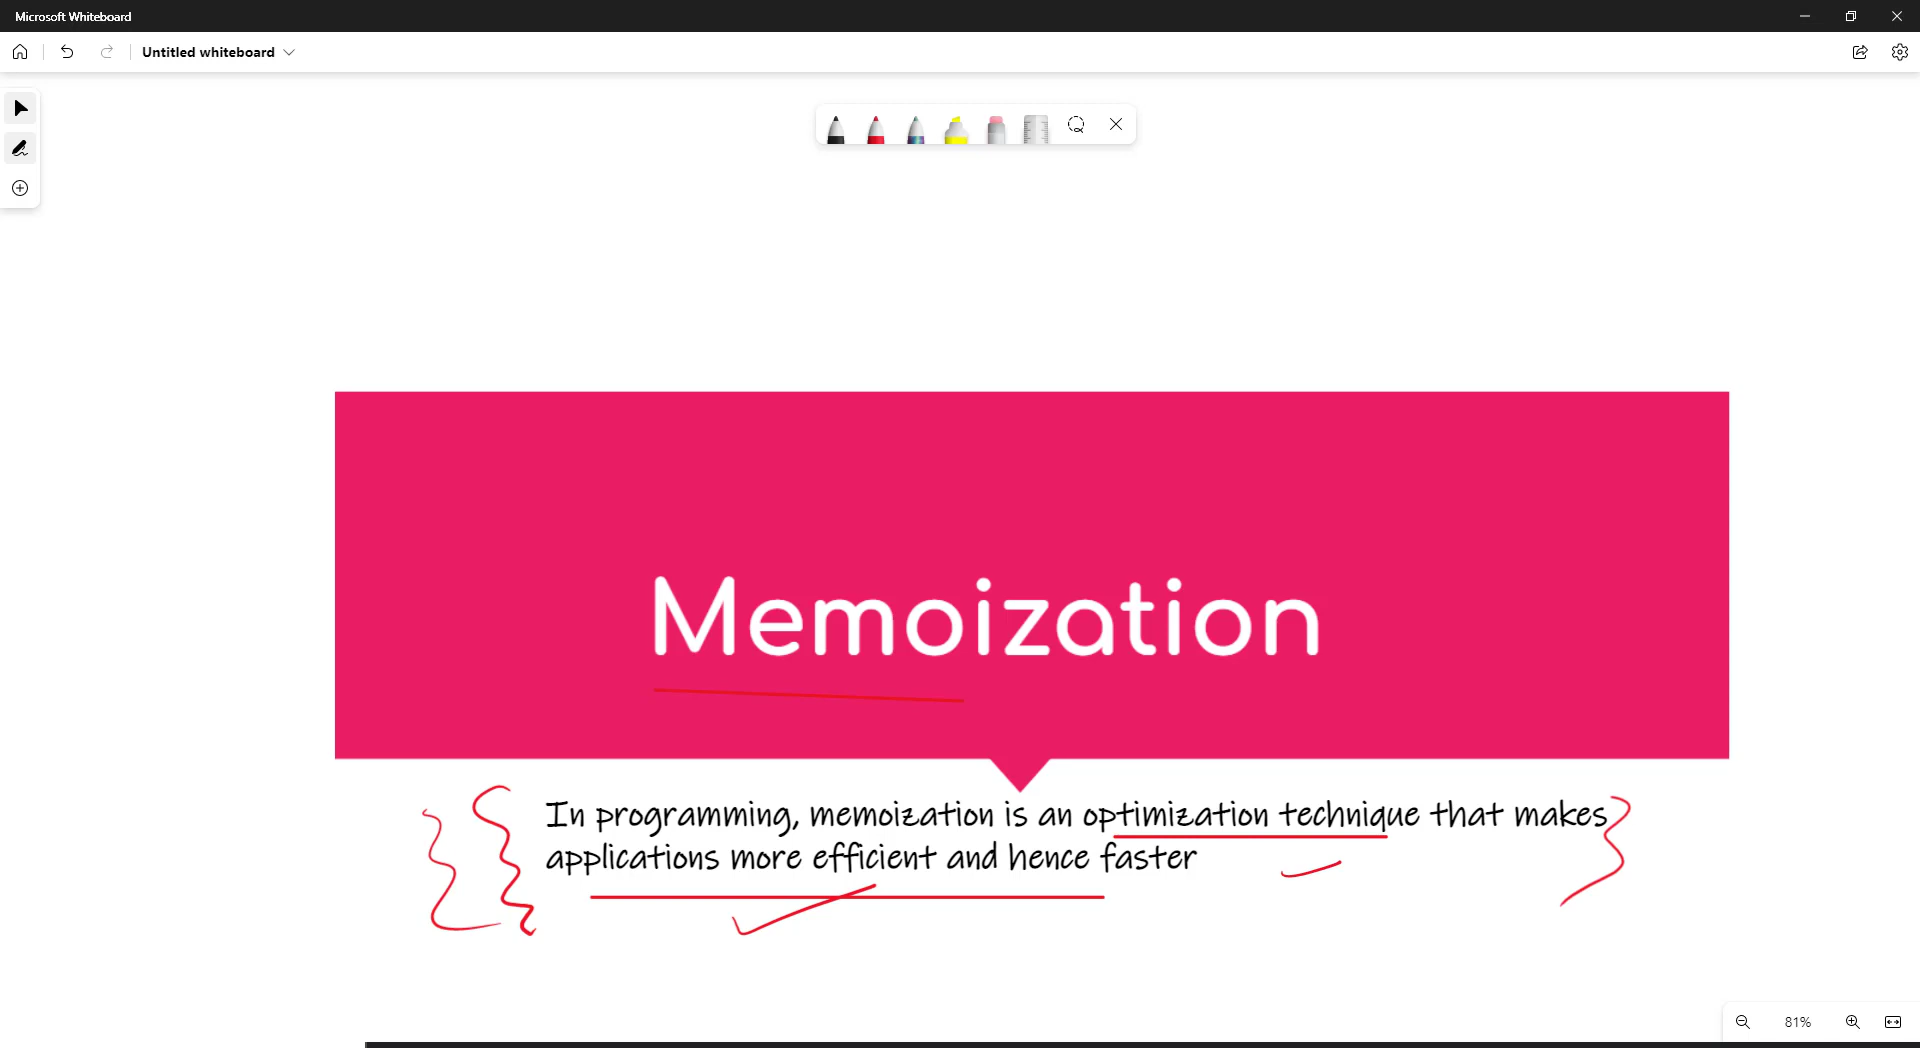 Microsoft Whiteboard
Untitled whiteboard
Memoization
In programming, memoization is an optimization technique that makes
applications more efficient and hence faster
81%